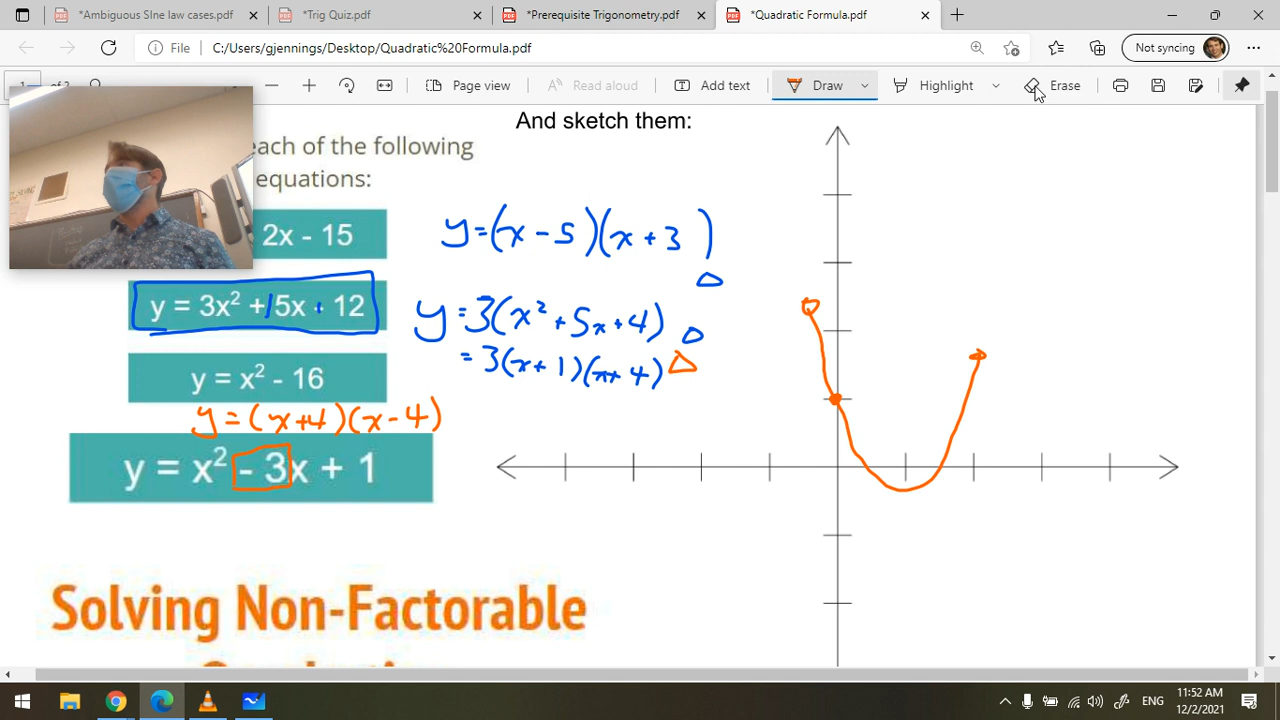 *Ambiguous SIne law cases.pdf
*Trig Quiz.pdf
*Prerequisite Trigonometry.pdf
*Quadratic Formula.pdf
File
C:/Users/gjennings/Desktop/Quadratic%20Formula.pdf
Not syncing
Page view
Read aloud
Add text
Draw
Highlight
Erase
And sketch them:
each of the following
equations:
2x - 15
y=(x-5)(x+3)
y = 3x² + 15x + 12
y=3(x²+5x+4)
=3(x+1)(x+4)
y = x² - 16
y=(x+4)(x-4)
y = x² - 3x + 1
Solving Non-Factorable
ENG
11:52 AM
12/2/2021